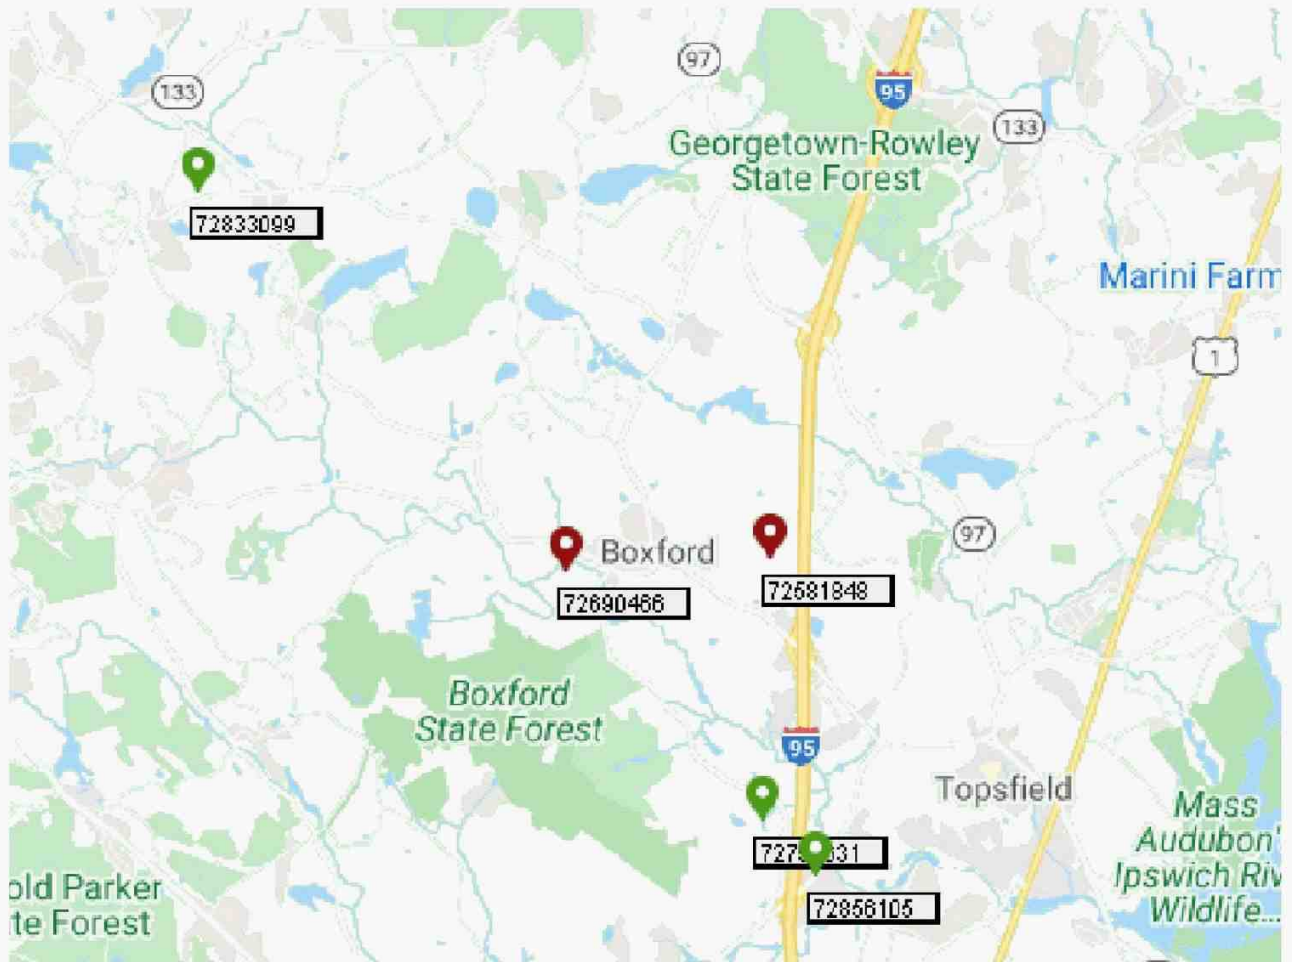 97
133
95
133
Georgetown-Rowley
State Forest
72833099
Marini Farm
1
97
Boxford
72581848
72690466
Boxford
State Forest
95
Topsfield
Mass
Audubon'
Ipswich Riv
Wildlife...
72856105
old Parker
te Forest